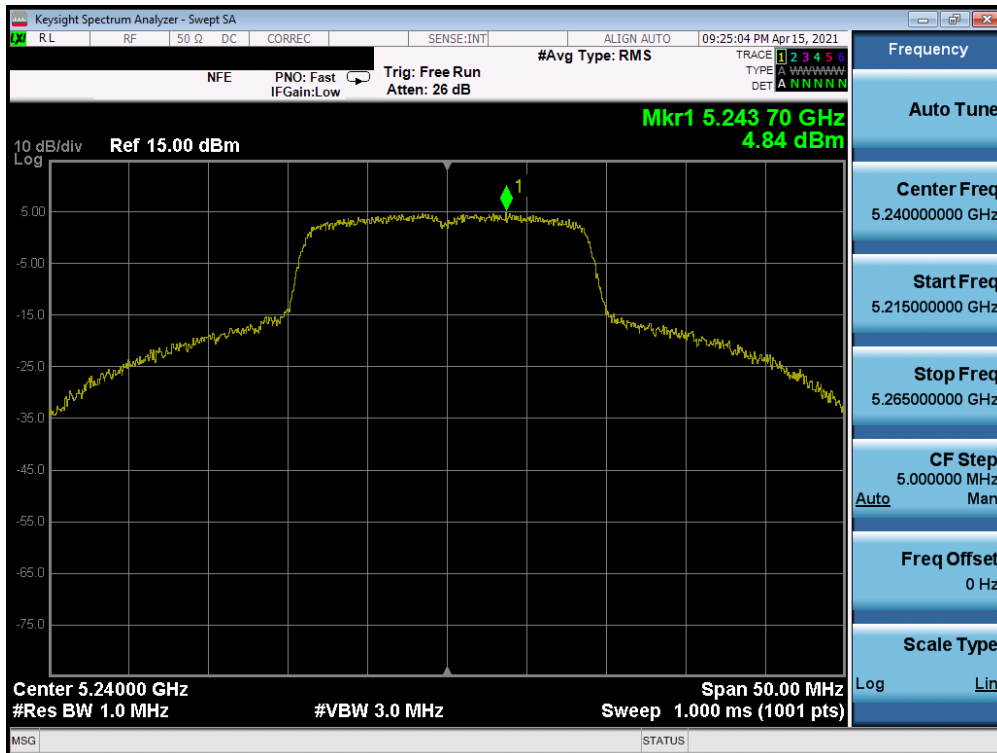 Keysight Spectrum Analyzer - Swept SA
LXI RL RF 50 Ω DC CORREC SENSE:INT ALIGN AUTO 09:25:04 PM Apr 15, 2021
NFE PNO: Fast Trig: Free Run #Avg Type: RMS TRACE 1 2 3 4 5 6
IFGain:Low Atten: 26 dB TYPE A WWWWW
DET A N N N N N
Mkr1 5.243 70 GHz
4.84 dBm
10 dB/div Ref 15.00 dBm
Log
1
5.00
-5.00
-15.0
-25.0
-35.0
-45.0
-55.0
-65.0
-75.0
Center 5.24000 GHz Span 50.00 MHz
#Res BW 1.0 MHz #VBW 3.0 MHz Sweep 1.000 ms (1001 pts)
MSG STATUS
Frequency
Auto Tune
Center Freq
5.240000000 GHz
Start Freq
5.215000000 GHz
Stop Freq
5.265000000 GHz
CF Step
5.000000 MHz
Auto Man
Freq Offset
0 Hz
Scale Type
Log Lin